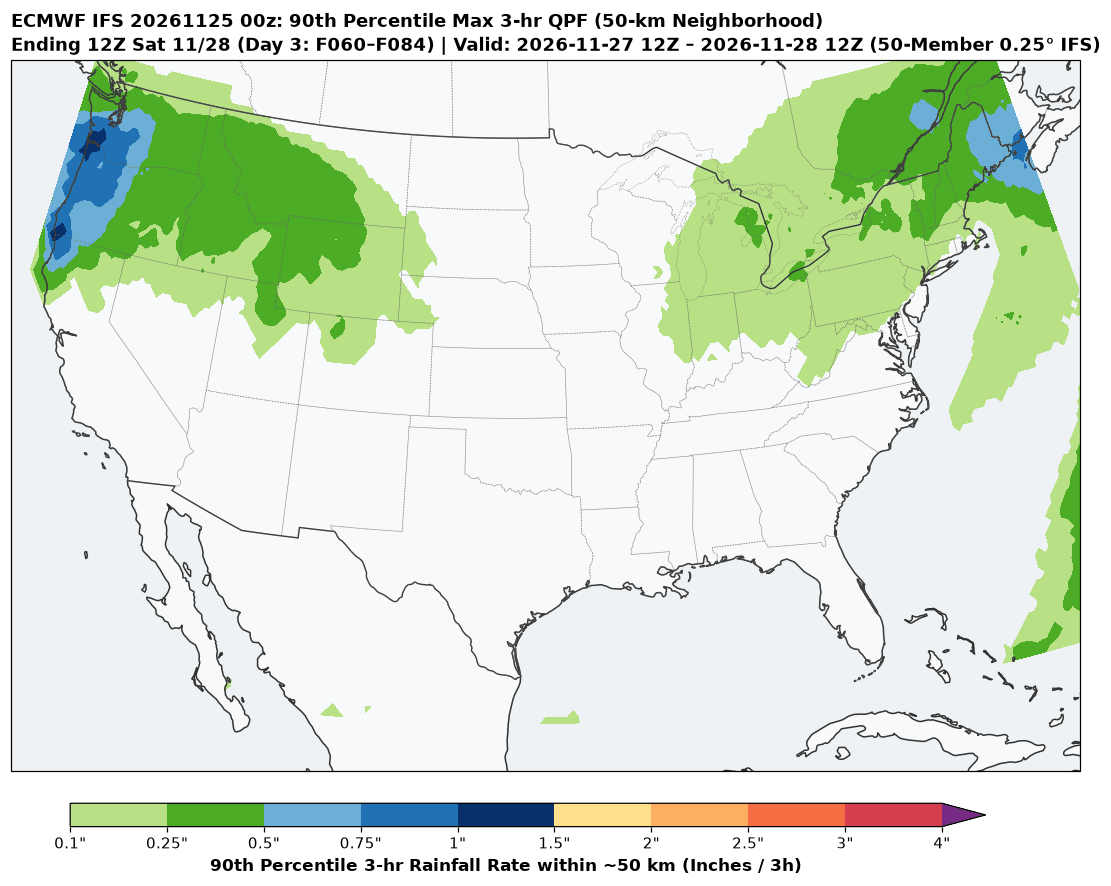 ECMWF IFS 20261125 00z: 90th Percentile Max 3-hr QPF (50-km Neighborhood)
Ending 12Z Sat 11/28 (Day 3: F060–F084) | Valid: 2026-11-27 12Z – 2026-11-28 12Z (50-Member 0.25° IFS)
0.1" 0.25" 0.5" 0.75" 1" 1.5" 2" 2.5" 3" 4"
90th Percentile 3-hr Rainfall Rate within ~50 km (Inches / 3h)